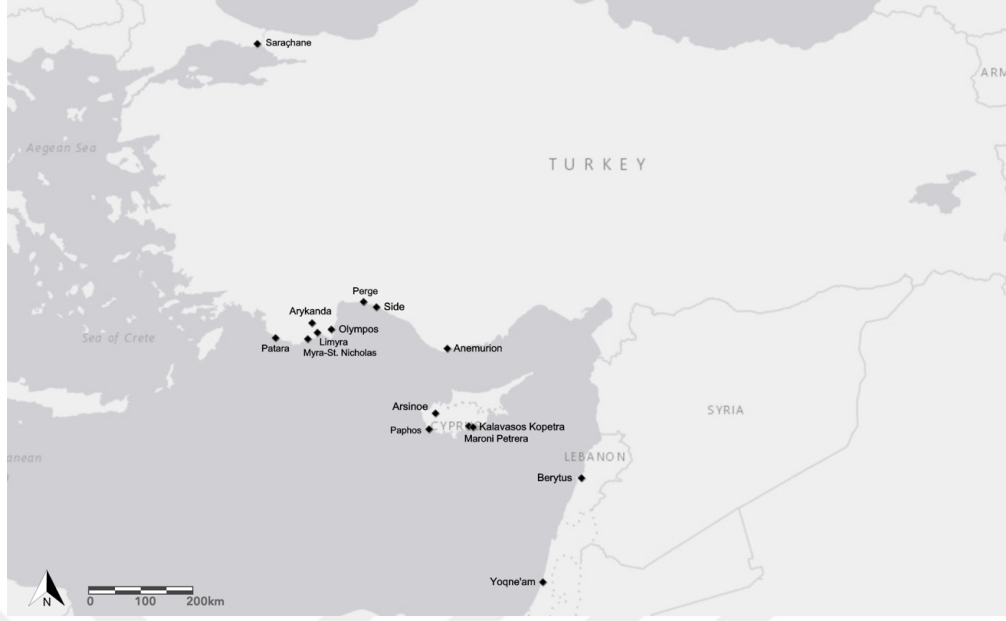 Saraçhane
ARM
Aegean Sea
TURKEY
Perge
Side
Arykanda
Olympos
Sea of Crete
Limyra
Patara
Myra-St. Nicholas
Anemurion
Arsinoe
SYRIA
Kalavasos Kopetra
Paphos
CYPR
Maroni Petrera
anean
LEBANON
Berytus
Yoqne'am
N
0 100 200km